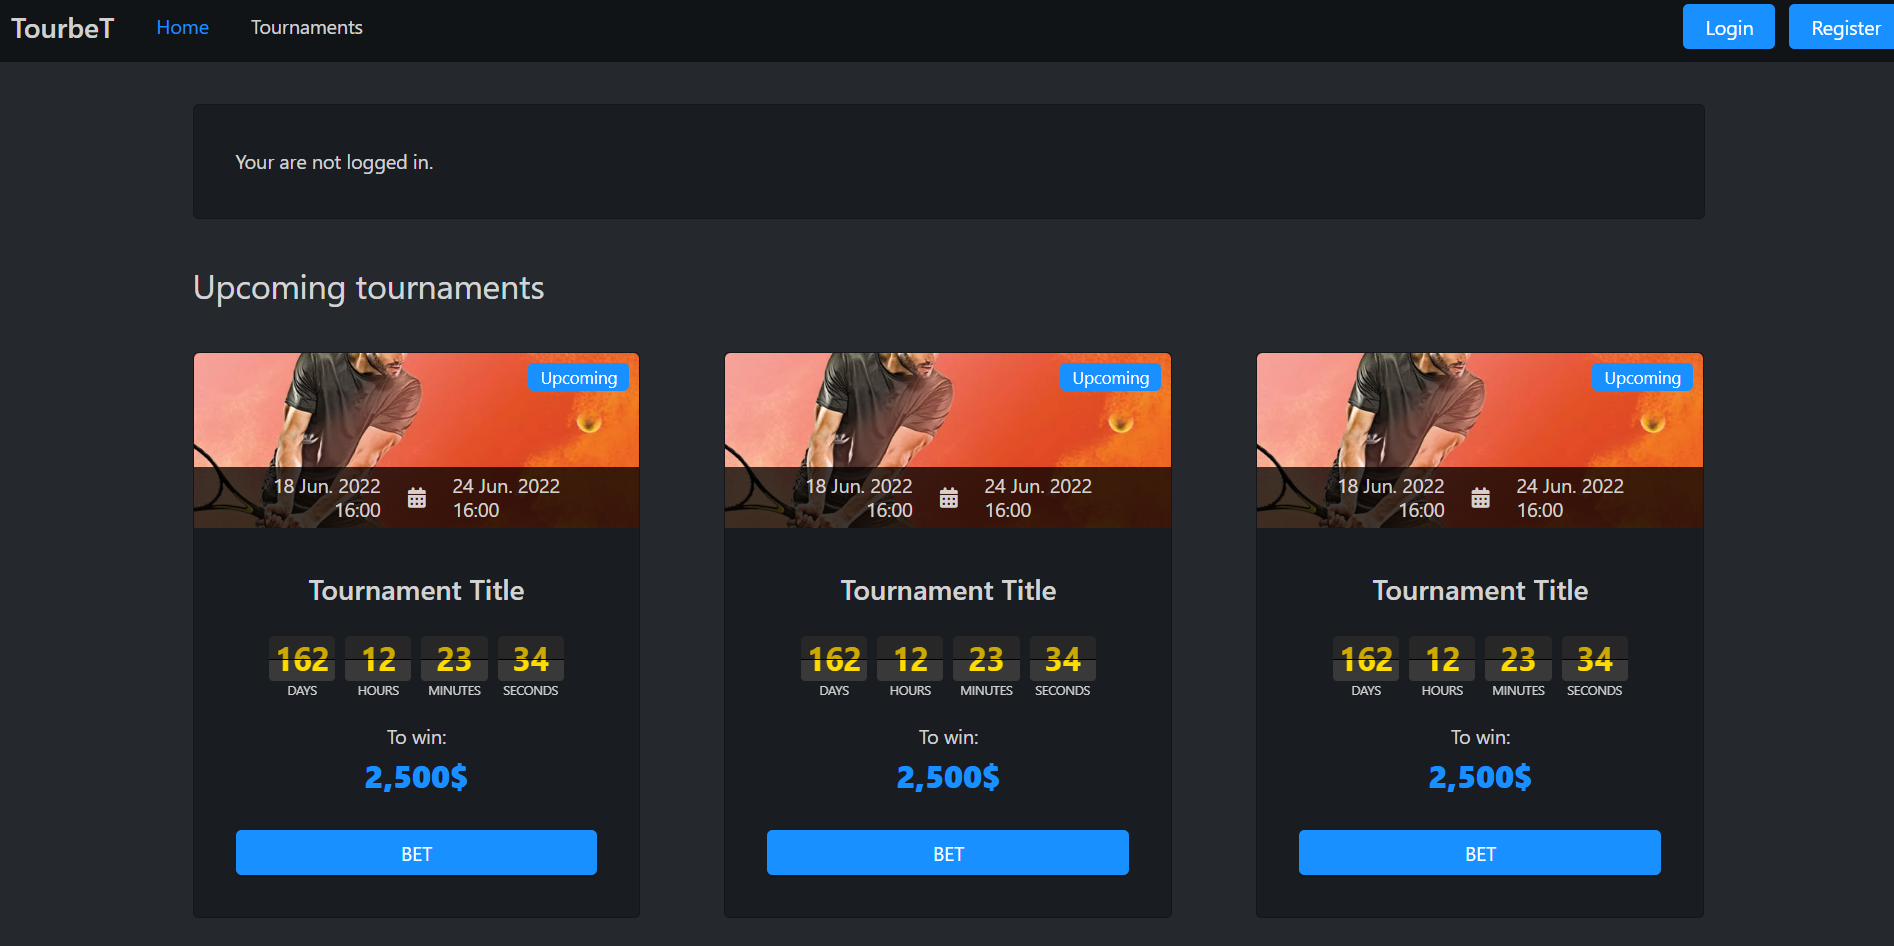 TourbeT Home Tournaments Login Register
Your are not logged in.
Upcoming tournaments
Upcoming
18 Jun. 2022 24 Jun. 2022
16:00 16:00
Tournament Title
162 12 23 34
DAYS HOURS MINUTES SECONDS
To win:
2,500$
BET
Upcoming
18 Jun. 2022 24 Jun. 2022
16:00 16:00
Tournament Title
162 12 23 34
DAYS HOURS MINUTES SECONDS
To win:
2,500$
BET
Upcoming
18 Jun. 2022 24 Jun. 2022
16:00 16:00
Tournament Title
162 12 23 34
DAYS HOURS MINUTES SECONDS
To win:
2,500$
BET